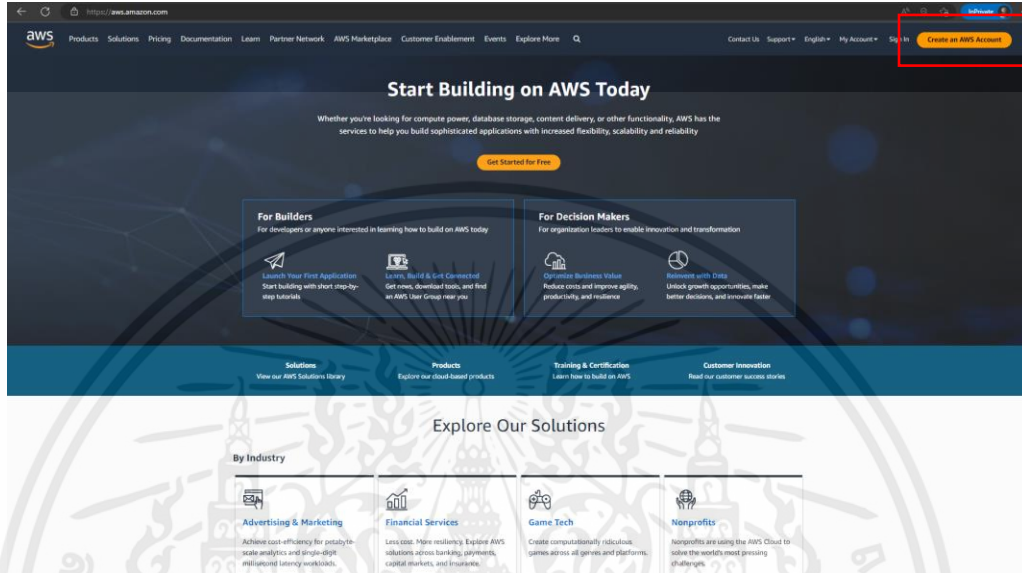 https://aws.amazon.com
InPrivate
aws
Products Solutions Pricing Documentation Learn Partner Network AWS Marketplace Customer Enablement Events Explore More
Contact Us Support English My Account Sign In Create an AWS Account
Start Building on AWS Today
Whether you're looking for compute power, database storage, content delivery, or other functionality, AWS has the
services to help you build sophisticated applications with increased flexibility, scalability and reliability
Get Started for Free
For Builders
For developers or anyone interested in learning how to build on AWS today
Launch Your First Application
Start building with short step-by-
step tutorials
Learn, Build & Get Connected
Get news, download tools, and find
an AWS User Group near you
For Decision Makers
For organization leaders to enable innovation and transformation
Optimize Business Value
Reduce costs and improve agility,
productivity, and resilience
Reinvent with Data
Unlock growth opportunities, make
better decisions, and innovate faster
Solutions
View our AWS Solutions library
Products
Explore our cloud-based products
Training & Certification
Learn how to build on AWS
Customer Innovation
Read our customer success stories
Explore Our Solutions
By Industry
Advertising & Marketing
Achieve cost-efficiency for petabyte-
scale analytics and single-digit
millisecond latency workloads.
Financial Services
Less cost. More resiliency. Explore AWS
solutions across banking, payments,
capital markets, and insurance.
Game Tech
Create computationally ridiculous
games across all genres and platforms.
Nonprofits
Nonprofits are using the AWS Cloud to
solve the world's most pressing
challenges.